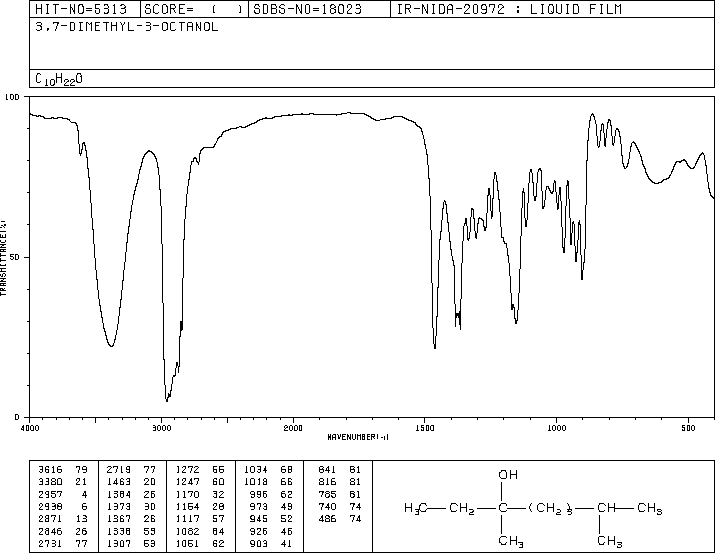 HIT-NO=5313 SCORE= ( ) SDBS-NO=18023 IR-NIDA-20972 : LIQUID FILM
3,7-DIMETHYL-3-OCTANOL
C10H22O
100
50
0
TRANSMITTANCE(%)
4000 3000 2000 1500 1000 500
WAVENUMBER(-1)
3616 79 2719 77 1272 55 1034 68 841 81
3380 21 1463 20 1247 60 1018 66 816 81
2957 4 1384 26 1170 32 996 62 785 81
2938 6 1373 30 1154 28 973 49 740 74
2871 13 1367 26 1117 57 945 52 486 74
2846 26 1338 53 1082 64 926 46
2731 77 1307 53 1051 62 903 41
OH
H3C CH2 C (CH2)3 CH CH3
CH3 CH3